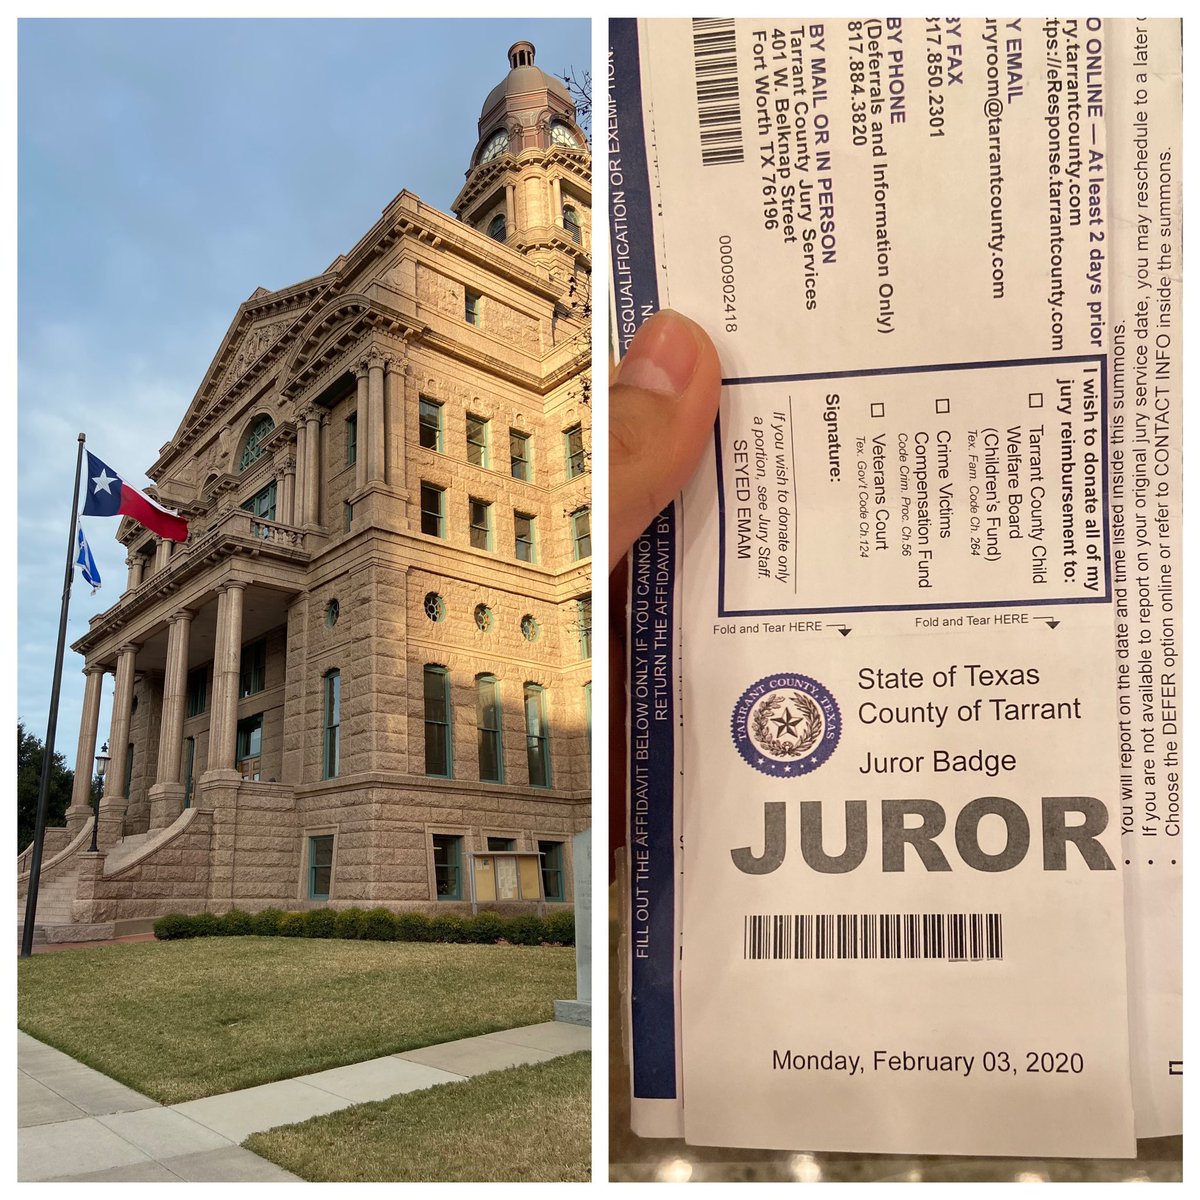 O ONLINE — At least 2 days prior
ry.tarrantcounty.com
tps://eResponse.tarrantcounty.com
Y EMAIL
uryroom@tarrantcounty.com
BY FAX
817.850.2301
BY PHONE
(Deferrals and Information Only)
817.884.3820
BY MAIL OR IN PERSON
Tarrant County Jury Services
401 W. Belknap Street
Fort Worth TX 76196
0000902418
DISQUALIFICATION OR EXEMPTION.
FILL OUT THE AFFIDAVIT BELOW ONLY IF YOU CANNOT
RETURN THE AFFIDAVIT BY
I wish to donate all of my
jury reimbursement to:
Tarrant County Child
Welfare Board
(Children's Fund)
Tex. Fam. Code Ch. 264
Crime Victims
Compensation Fund
Code Crim. Proc. Ch.56
Veterans Court
Tex. Gov't Code Ch.124
Signature:
If you wish to donate only
a portion, see Jury Staff.
SEYED EMAM
Fold and Tear HERE
Fold and Tear HERE
State of Texas
County of Tarrant
Juror Badge
TARRANT COUNTY, TEXAS
JUROR
Monday, February 03, 2020
• You will report on the date and time listed inside this summons.
• If you are not available to report on your original jury service date, you may reschedule to a later
• Choose the DEFER option online or refer to CONTACT INFO inside the summons.